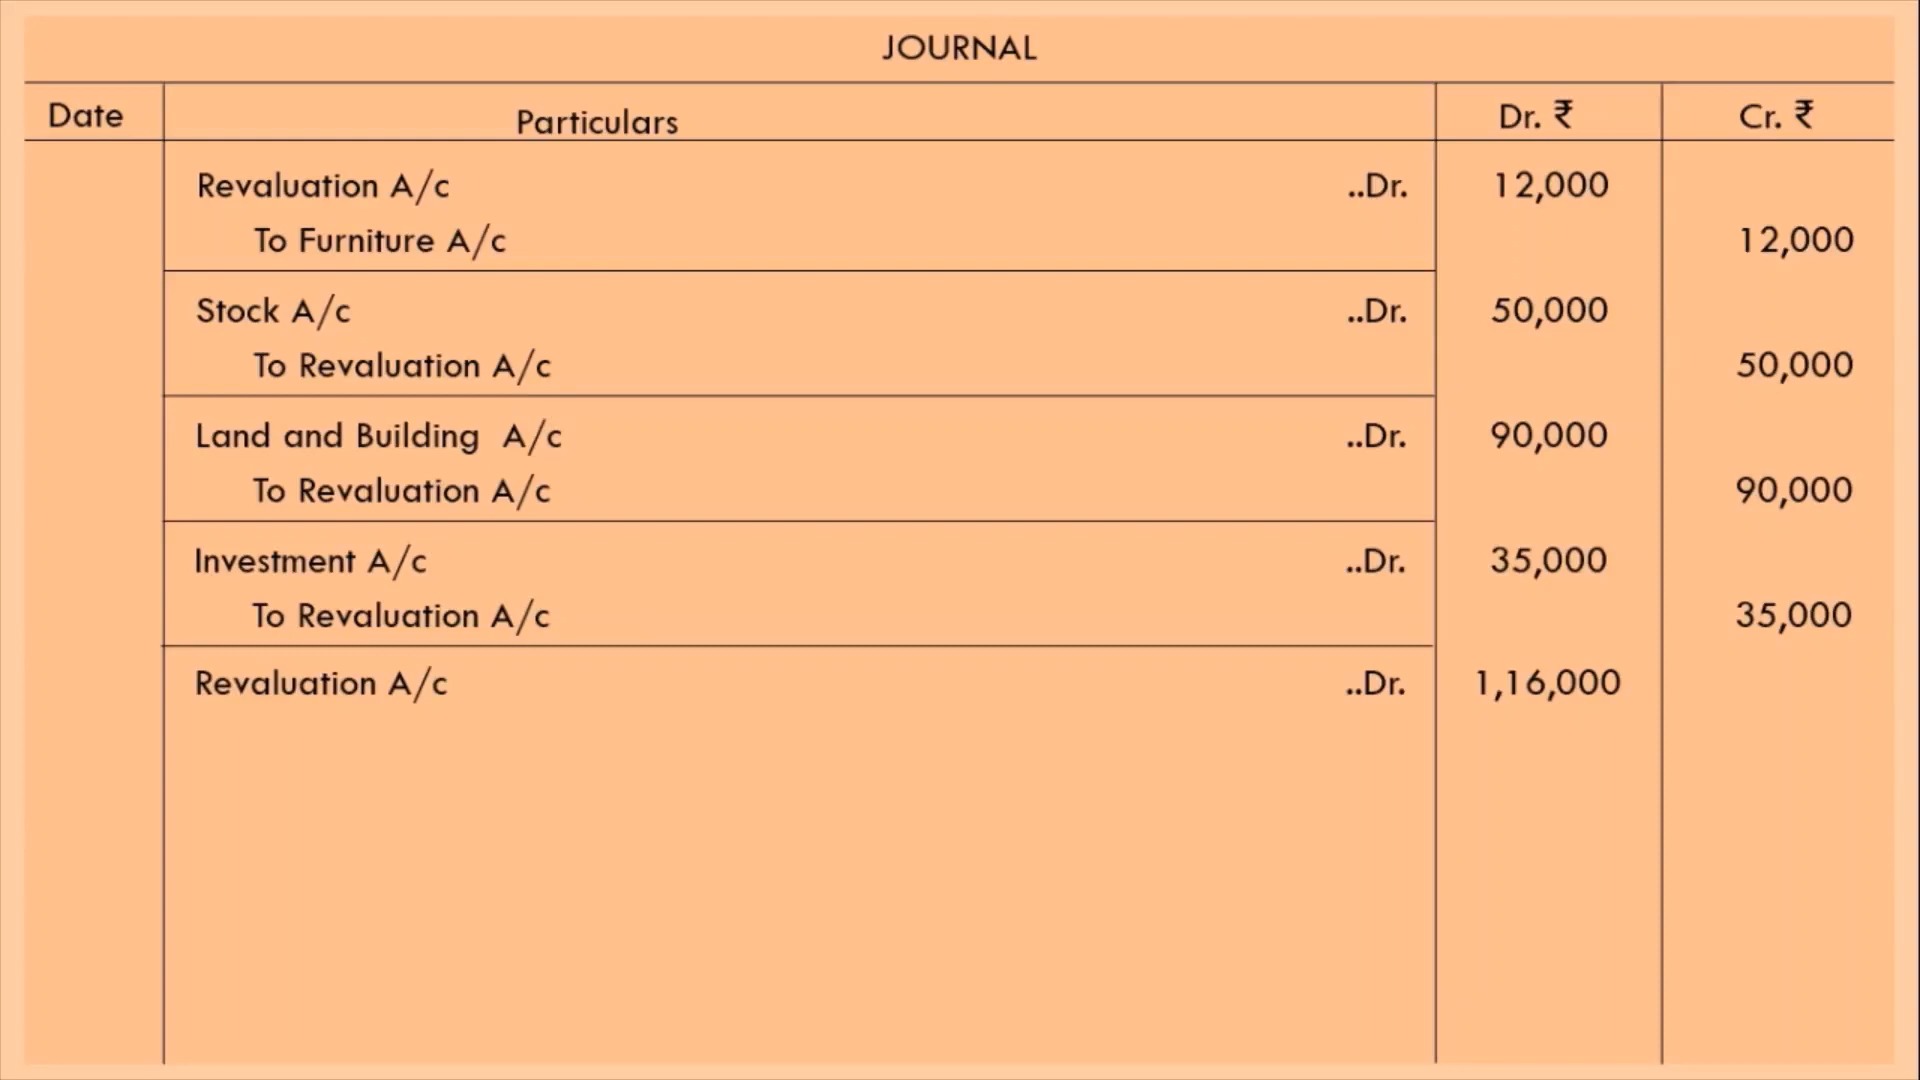 JOURNAL
Date Particulars Dr. ₹ Cr. ₹
Revaluation A/c ..Dr. 12,000
To Furniture A/c 12,000
Stock A/c ..Dr. 50,000
To Revaluation A/c 50,000
Land and Building A/c ..Dr. 90,000
To Revaluation A/c 90,000
Investment A/c ..Dr. 35,000
To Revaluation A/c 35,000
Revaluation A/c ..Dr. 1,16,000